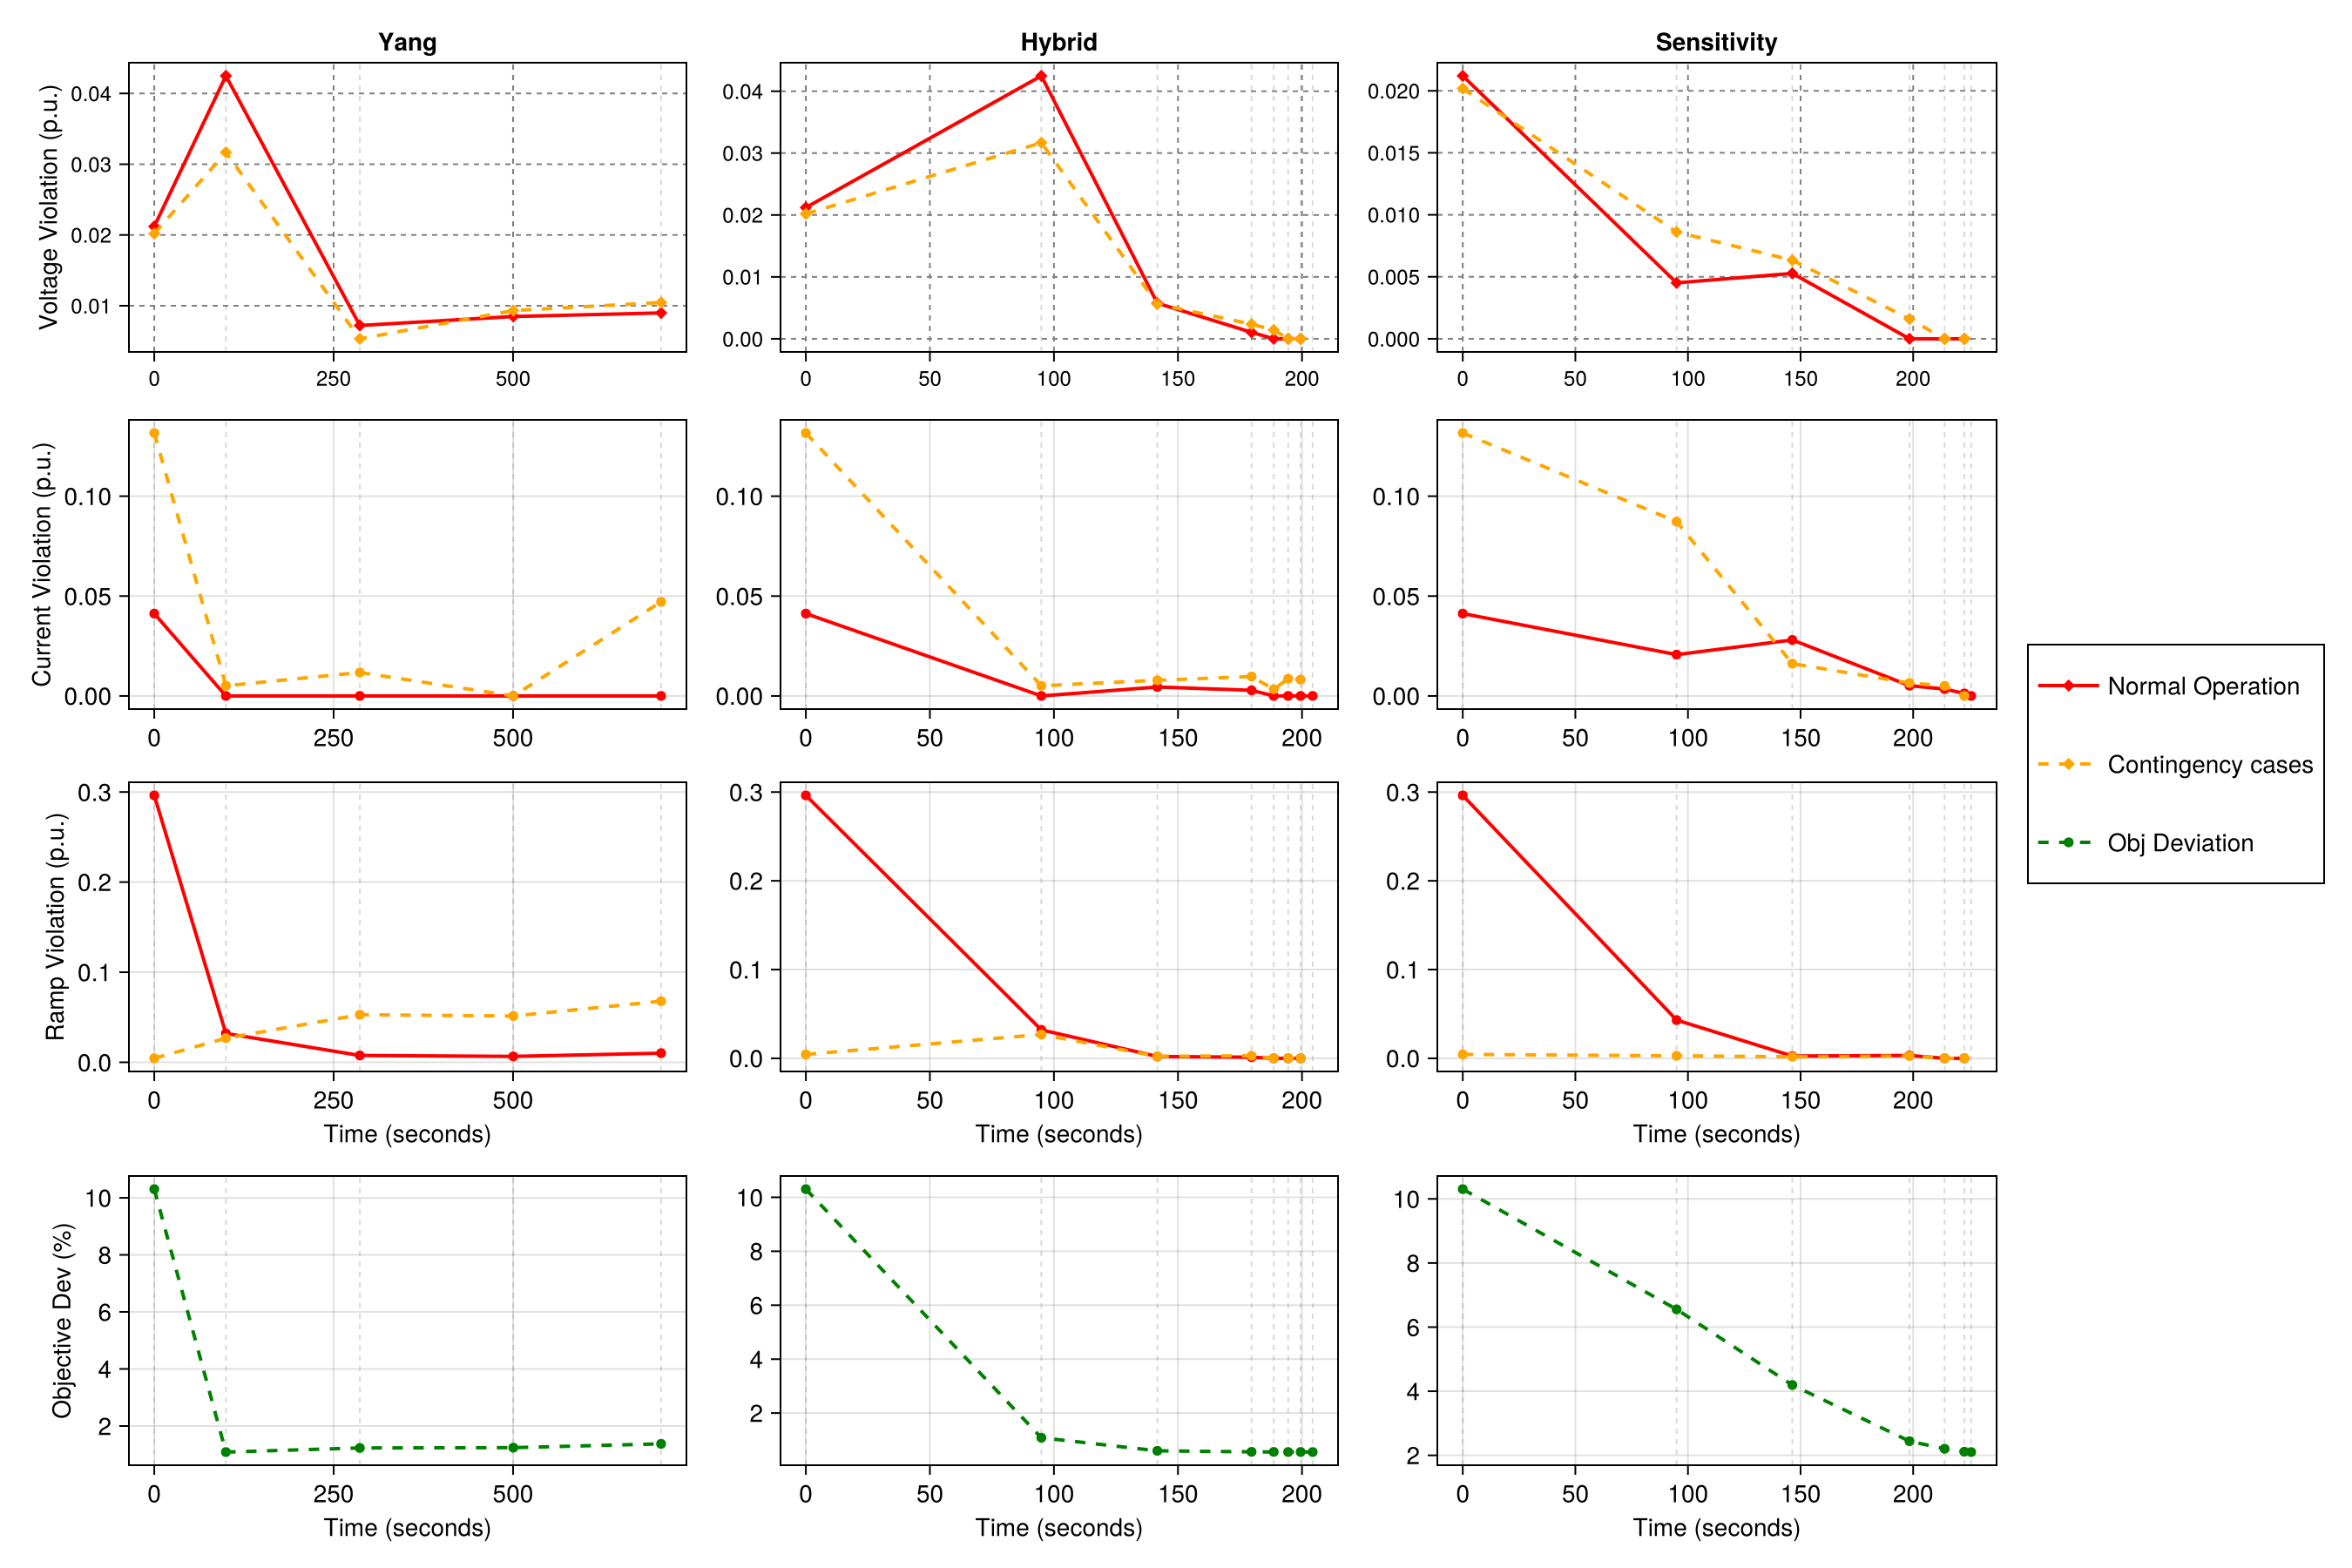 Yang Hybrid Sensitivity
Voltage Violation (p.u.)
0.04 0.03 0.02 0.01
0 250 500
0.04 0.03 0.02 0.01 0.00
0 50 100 150 200
0.020 0.015 0.010 0.005 0.000
0 50 100 150 200
Current Violation (p.u.)
0.10 0.05 0.00
0 250 500
0.10 0.05 0.00
0 50 100 150 200
0.10 0.05 0.00
0 50 100 150 200
Normal Operation
Contingency cases
Obj Deviation
Ramp Violation (p.u.)
0.3 0.2 0.1 0.0
0 250 500
Time (seconds)
0.3 0.2 0.1 0.0
0 50 100 150 200
Time (seconds)
0.3 0.2 0.1 0.0
0 50 100 150 200
Time (seconds)
Objective Dev (%)
10 8 6 4 2
0 250 500
Time (seconds)
10 8 6 4 2
0 50 100 150 200
Time (seconds)
10 8 6 4 2
0 50 100 150 200
Time (seconds)